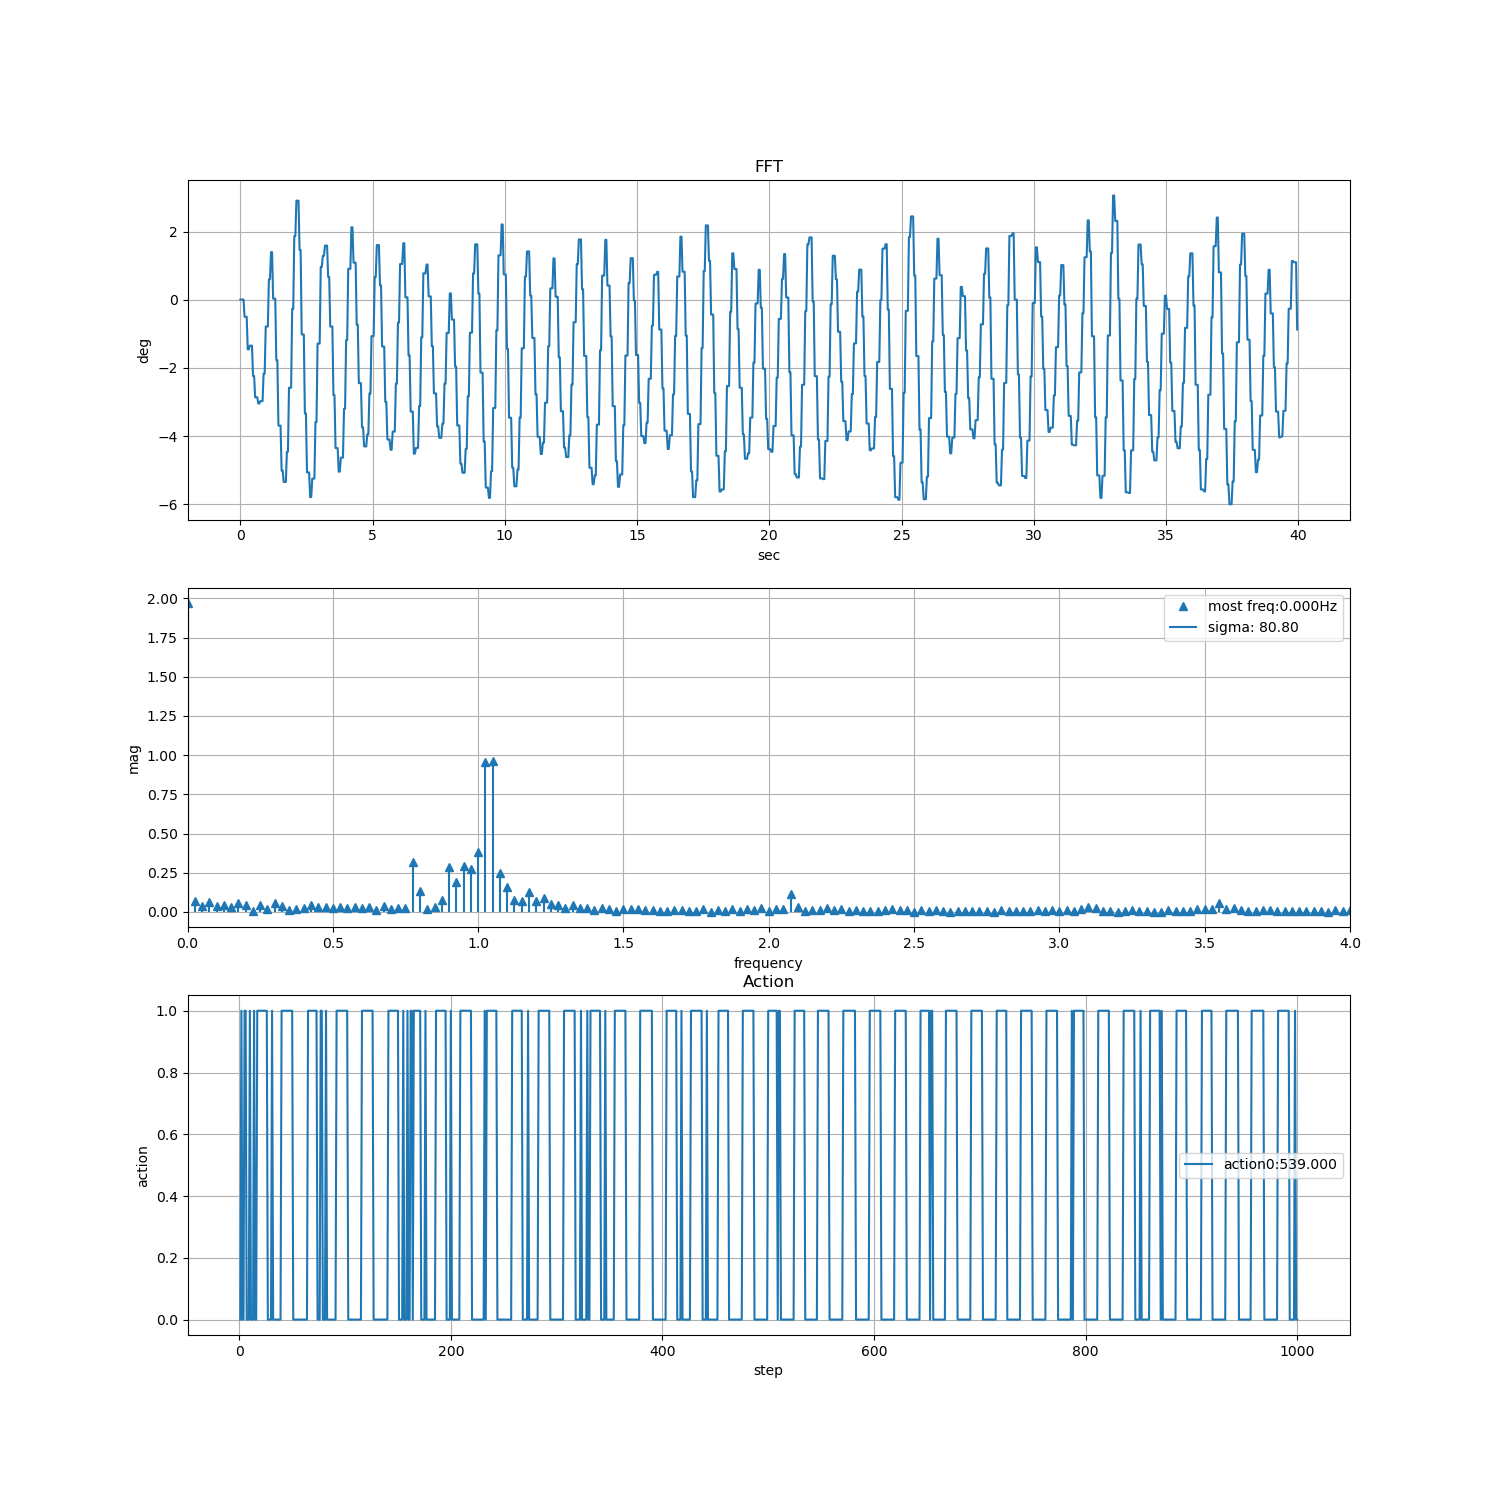 FFT
2
0
−2
−4
−6
deg
0 5 10 15 20 25 30 35 40
sec
2.00
1.75
1.50
1.25
1.00
0.75
0.50
0.25
0.00
mag
most freq:0.000Hz
sigma: 80.80
0.0 0.5 1.0 1.5 2.0 2.5 3.0 3.5 4.0
frequency
Action
1.0
0.8
0.6
0.4
0.2
0.0
action
action0:539.000
0 200 400 600 800 1000
step